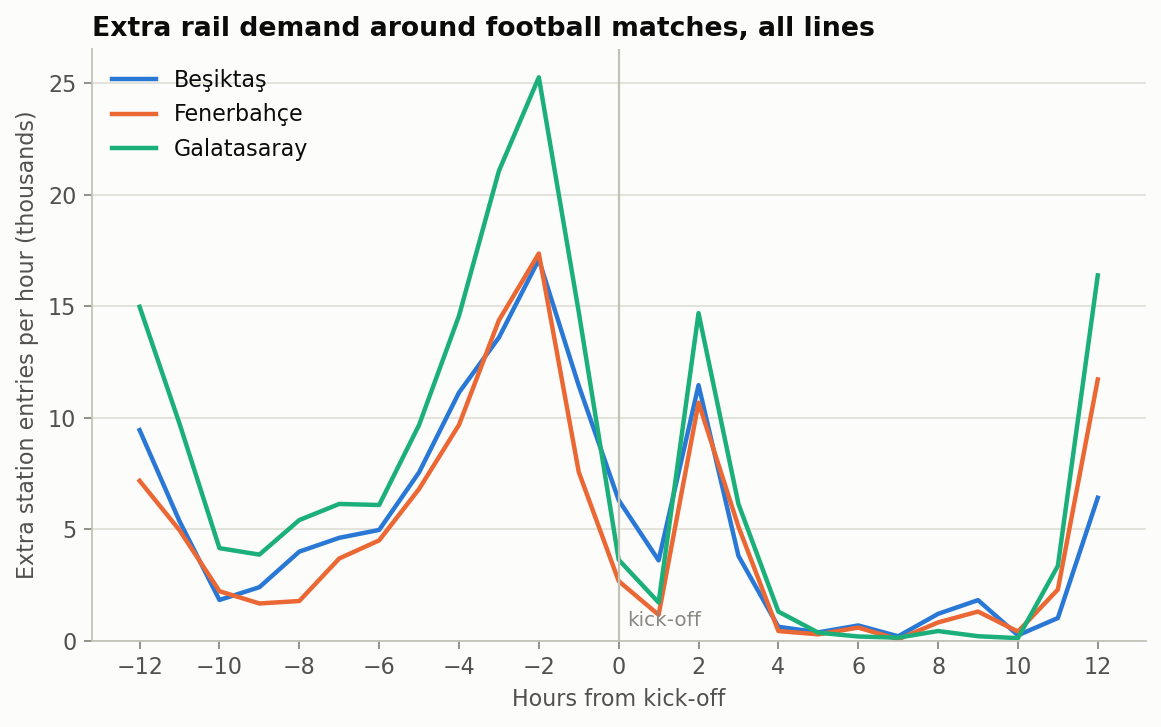 Extra rail demand around football matches, all lines
Extra station entries per hour (thousands)
25
20
15
10
5
0
Beşiktaş
Fenerbahçe
Galatasaray
kick-off
−12 −10 −8 −6 −4 −2 0 2 4 6 8 10 12
Hours from kick-off